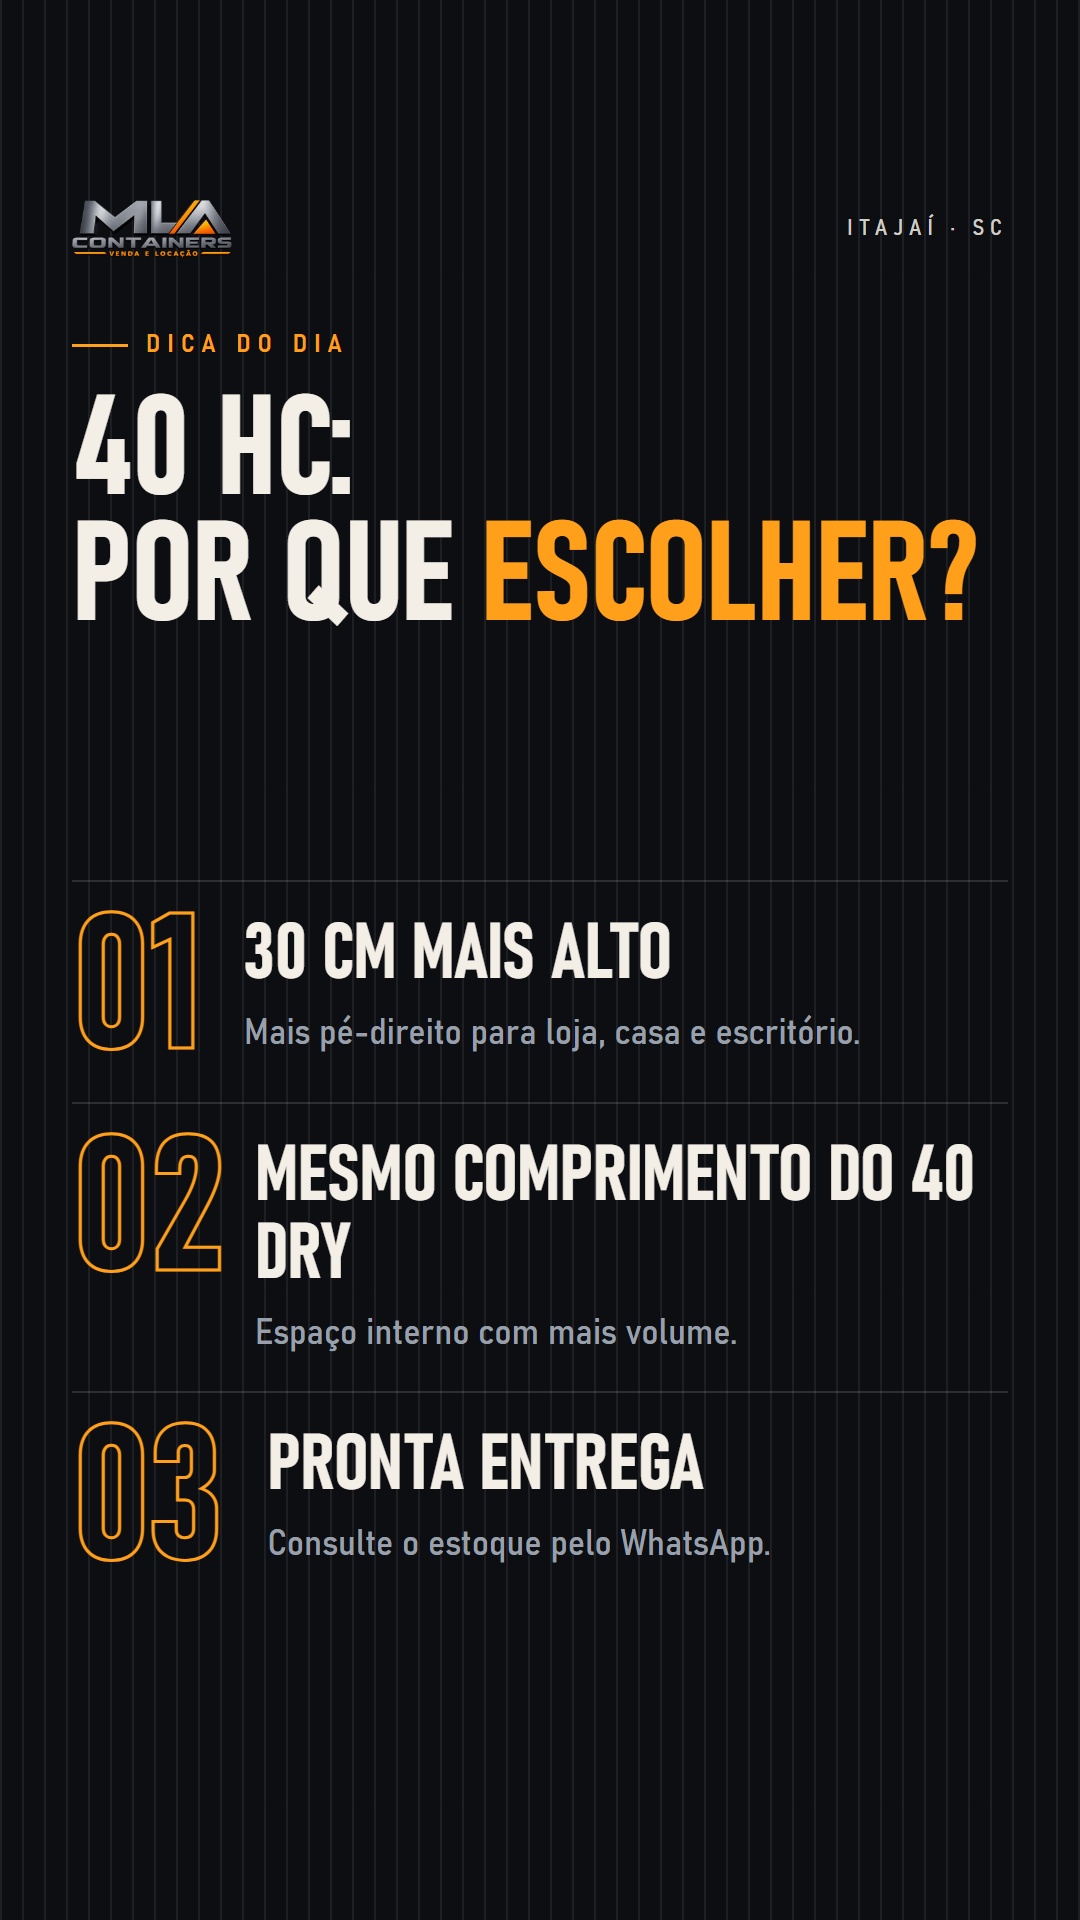 MLA
CONTAINERS
VENDA E LOCAÇÃO
ITAJAÍ · SC
DICA DO DIA
40 HC:
POR QUE ESCOLHER?
01
30 CM MAIS ALTO
Mais pé-direito para loja, casa e escritório.
02
MESMO COMPRIMENTO DO 40
DRY
Espaço interno com mais volume.
03
PRONTA ENTREGA
Consulte o estoque pelo WhatsApp.